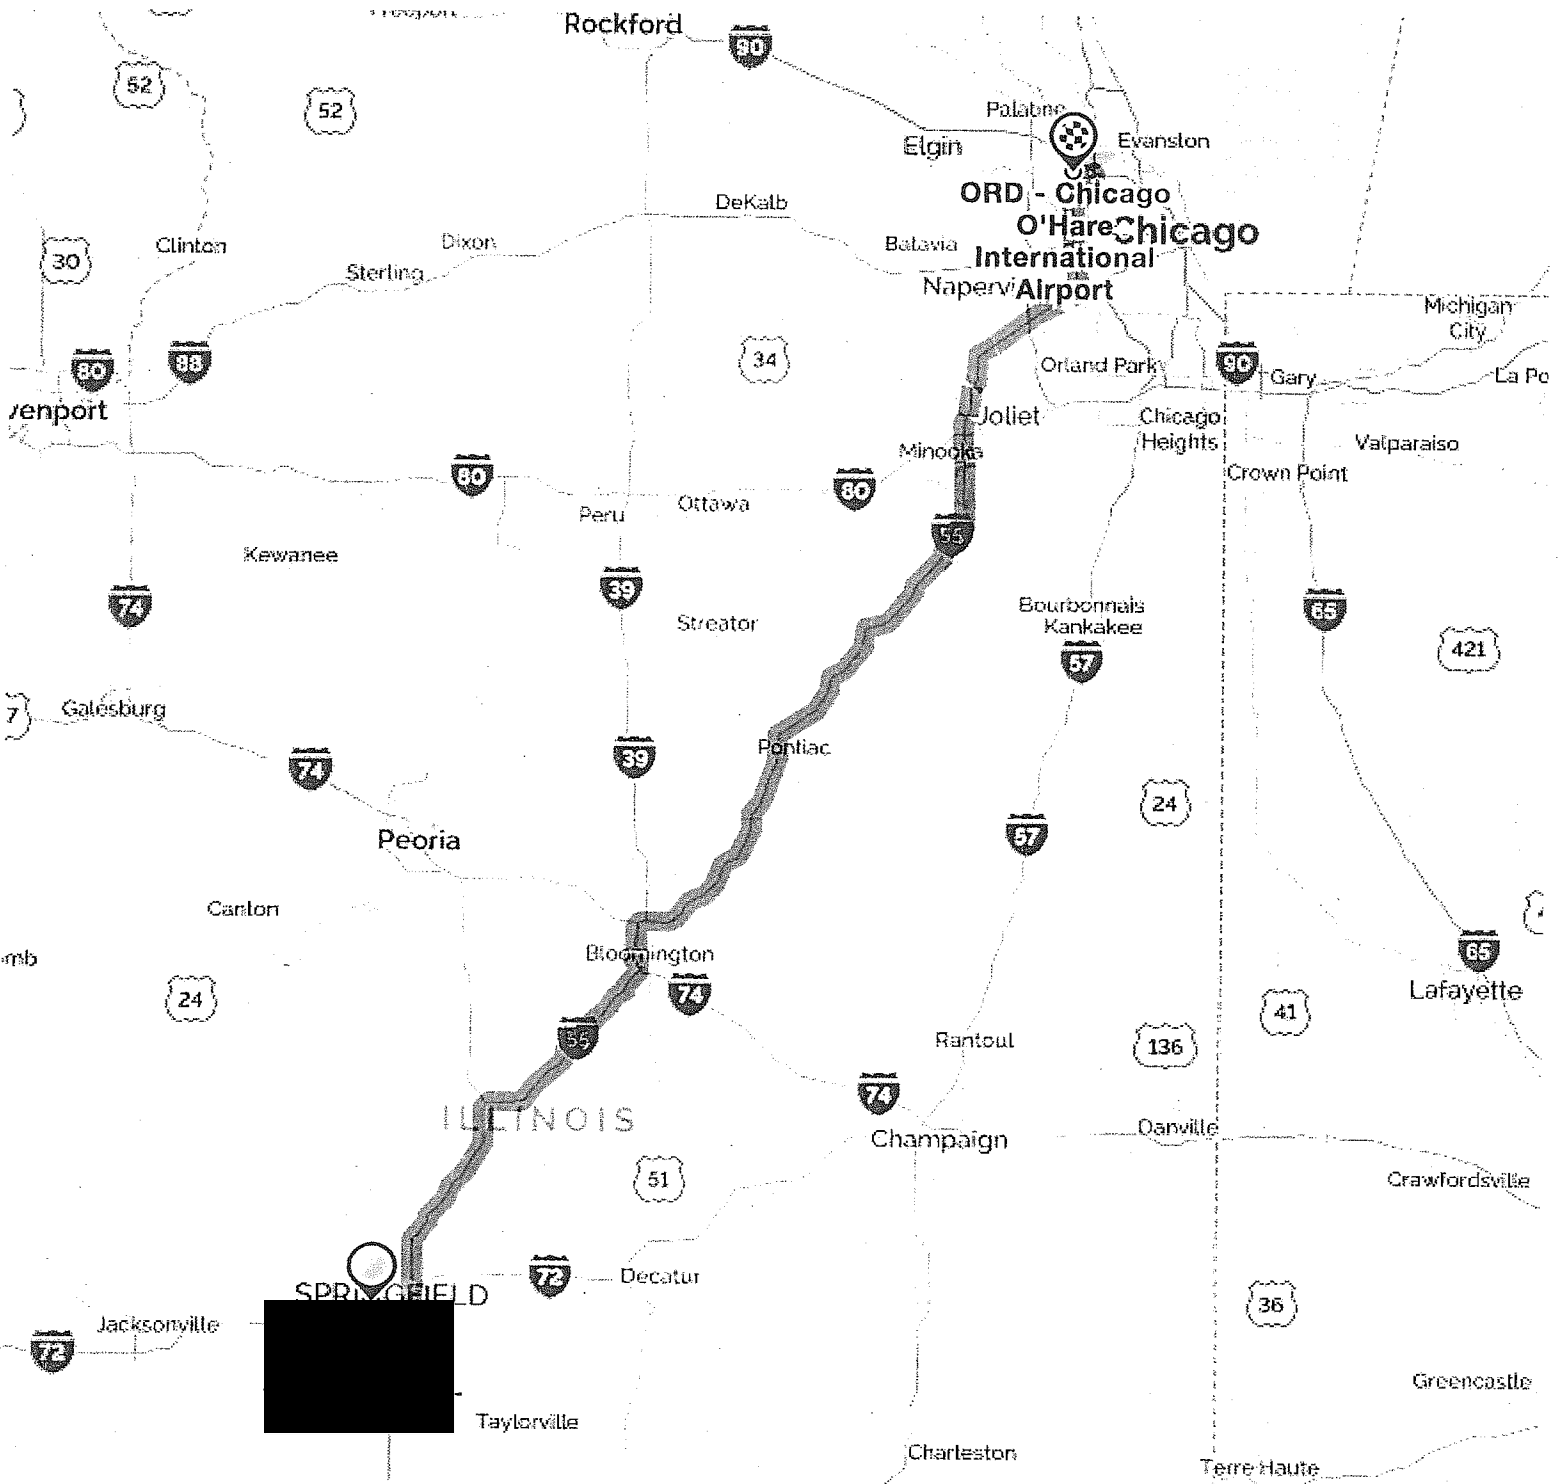 Rockford
90
52
52
Palatine
Elgin
Evanston
ORD - Chicago
O'Hare
International
Airport
Chicago
DeKalb
Dixon
Clinton
30
Sterling
Batavia
Michigan
City
34
Orland Park
90
Gary
80
88
Joliet
Chicago
Heights
Minooka
Valparaiso
Crown Point
80
80
Ottawa
Peru
55
Kewanee
39
74
Streator
Bourbonnais
Kankakee
65
57
421
Galesburg
74
39
Pontiac
24
57
Peoria
Canton
Bloomington
65
74
24
Lafayette
41
55
Rantoul
136
74
ILLINOIS
Champaign
Danville
51
Crawfordsville
72
Decatur
SPRINGFIELD
36
Jacksonville
72
Greencastle
Taylorville
Charleston
Terre Haute